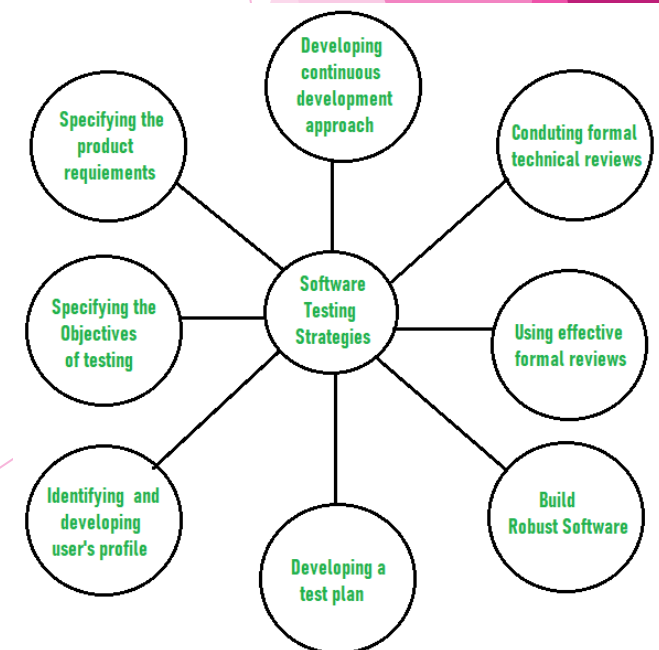 Developing
continuous
development
approach
Specifying the
product
requiements
Conduting formal
technical reviews
Software
Testing
Strategies
Specifying the
Objectives
of testing
Using effective
formal reviews
Identifying and
developing
user's profile
Build
Robust Software
Developing a
test plan